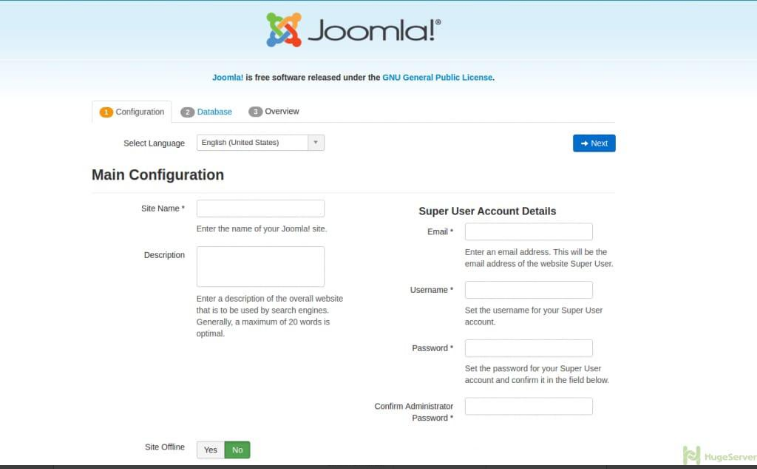 Joomla!®
Joomla! is free software released under the GNU General Public License.
1 Configuration 2 Database 3 Overview
Select Language English (United States) → Next
Main Configuration
Site Name *
Enter the name of your Joomla! site.
Description
Enter a description of the overall website
that is to be used by search engines.
Generally, a maximum of 20 words is
optimal.
Site Offline Yes No
Super User Account Details
Email *
Enter an email address. This will be the
email address of the website Super User.
Username *
Set the username for your Super User
account.
Password *
Set the password for your Super User
account and confirm it in the field below.
Confirm Administrator
Password *
HugeServer